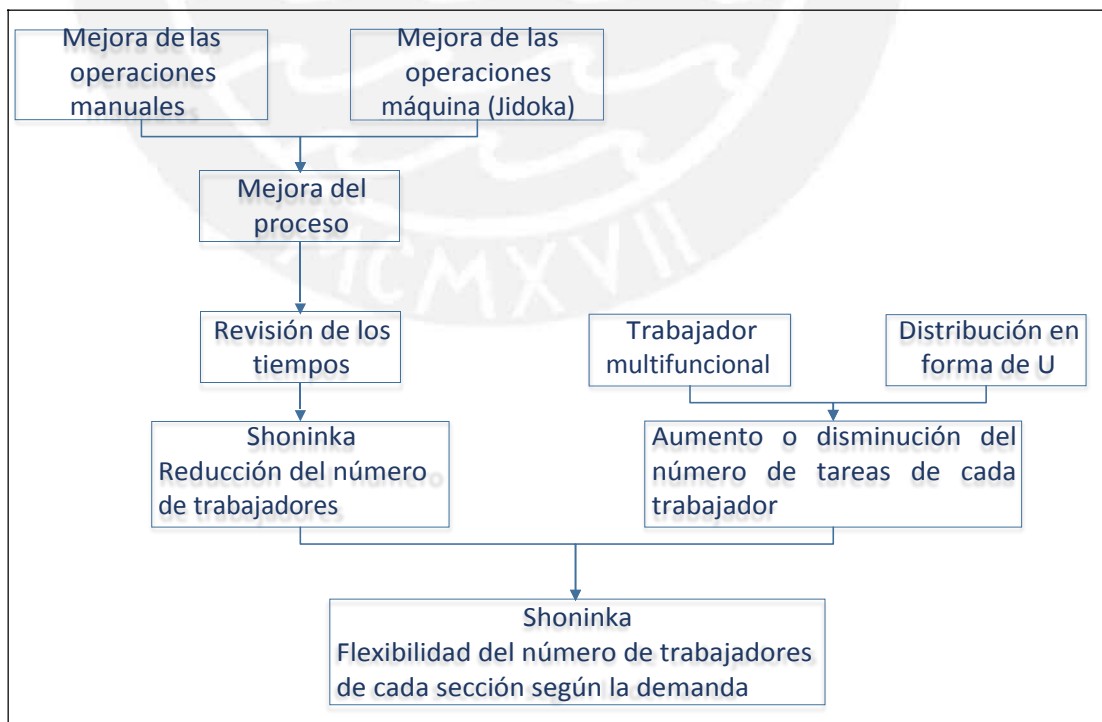 Mejora de las
operaciones
manuales
Mejora de las
operaciones
máquina (Jidoka)
Mejora del
proceso
MCMXVII
Revisión de los
tiempos
Trabajador
multifuncional
Distribución en
forma de U
Shoninka
Reducción del número
de trabajadores
Aumento o disminución del
número de tareas de cada
trabajador
Shoninka
Flexibilidad del número de trabajadores
de cada sección según la demanda